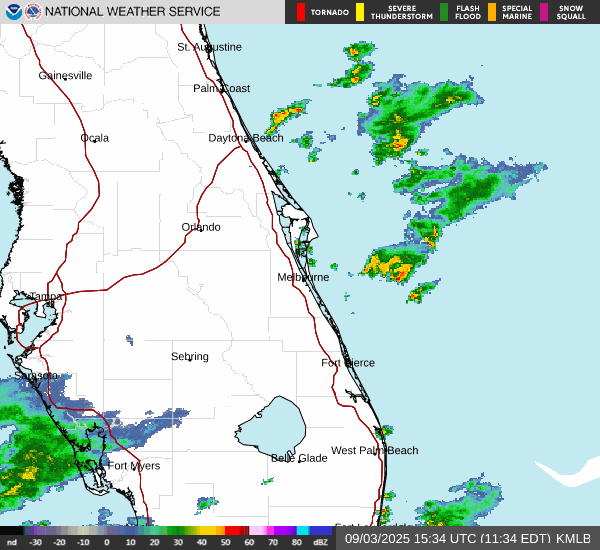 NATIONAL WEATHER SERVICE
TORNADO
SEVERE
THUNDERSTORM
FLASH
FLOOD
SPECIAL
MARINE
SNOW
SQUALL
St. Augustine
Gainesville
Palm Coast
Ocala
Daytona Beach
Orlando
Melbourne
Tampa
Sebring
Fort Pierce
Sarasota
West Palm Beach
Belle Glade
Fort Myers
nd -30 -20 -10 0 10 20 30 40 50 60 70 80 dBZ
09/03/2025 15:34 UTC (11:34 EDT) KMLB